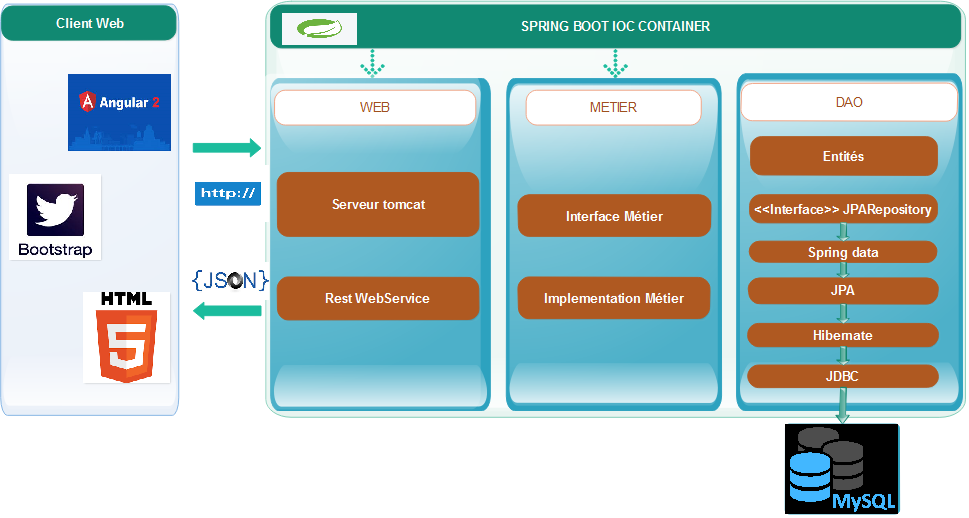 Client Web
SPRING BOOT IOC CONTAINER
Angular 2
Bootstrap
HTML
5
http://
{JSON}
WEB
Serveur tomcat
Rest WebService
METIER
Interface Métier
Implementation Métier
DAO
Entités
<<Interface>> JPARepository
Spring data
JPA
Hibernate
JDBC
MySQL